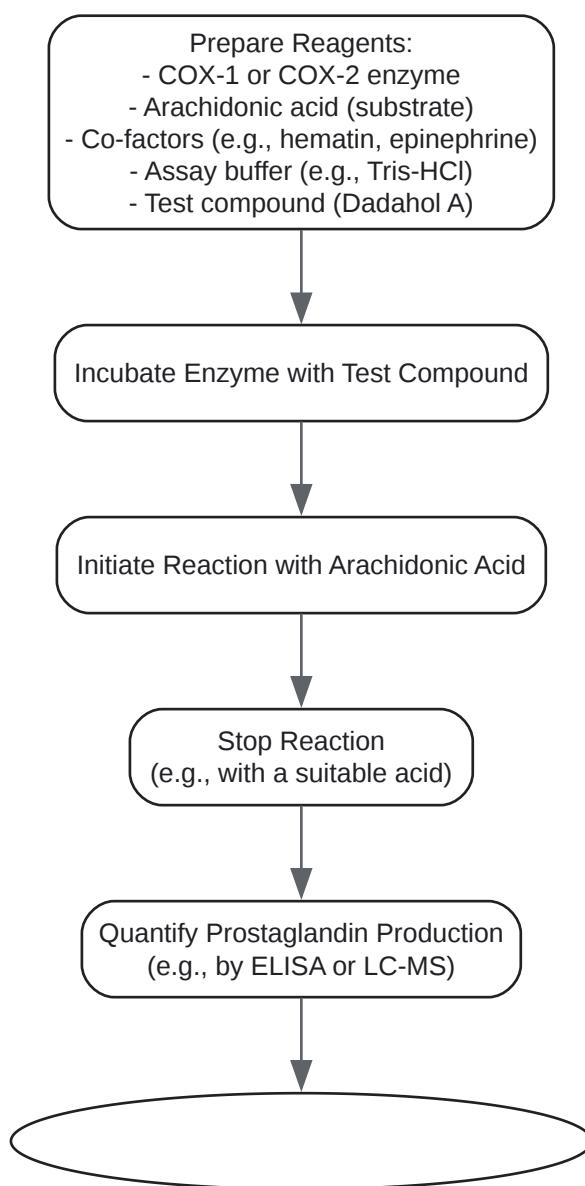 Prepare Reagents:
- COX-1 or COX-2 enzyme
- Arachidonic acid (substrate)
- Co-factors (e.g., hematin, epinephrine)
- Assay buffer (e.g., Tris-HCl)
- Test compound (Dadahol A)
Incubate Enzyme with Test Compound
Initiate Reaction with Arachidonic Acid
Stop Reaction
(e.g., with a suitable acid)
Quantify Prostaglandin Production
(e.g., by ELISA or LC-MS)